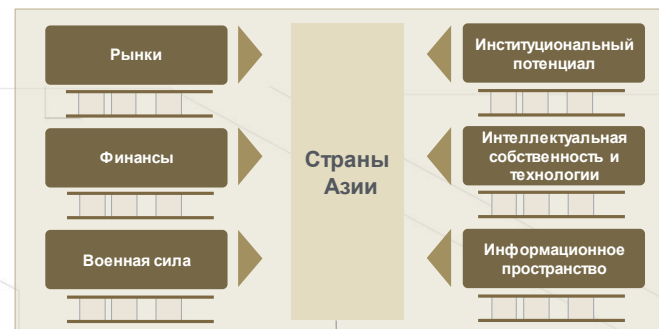 Рынки
Финансы
Военная сила
Страны
Азии
Институциональный
потенциал
Интеллектуальная
собственность и
технологии
Информационное
пространство